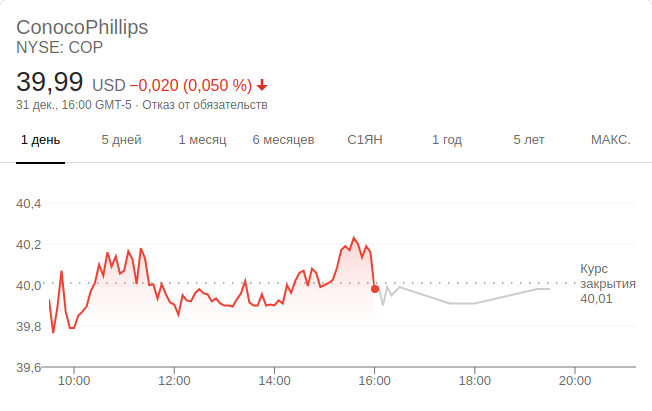 ConocoPhillips
NYSE: COP
39,99 USD −0,020 (0,050 %)
31 дек., 16:00 GMT-5 · Отказ от обязательств
1 день 5 дней 1 месяц 6 месяцев С1ЯН 1 год 5 лет МАКС.
40,4
40,2
40,0
39,8
39,6
Курс
закрытия
40,01
10:00 12:00 14:00 16:00 18:00 20:00